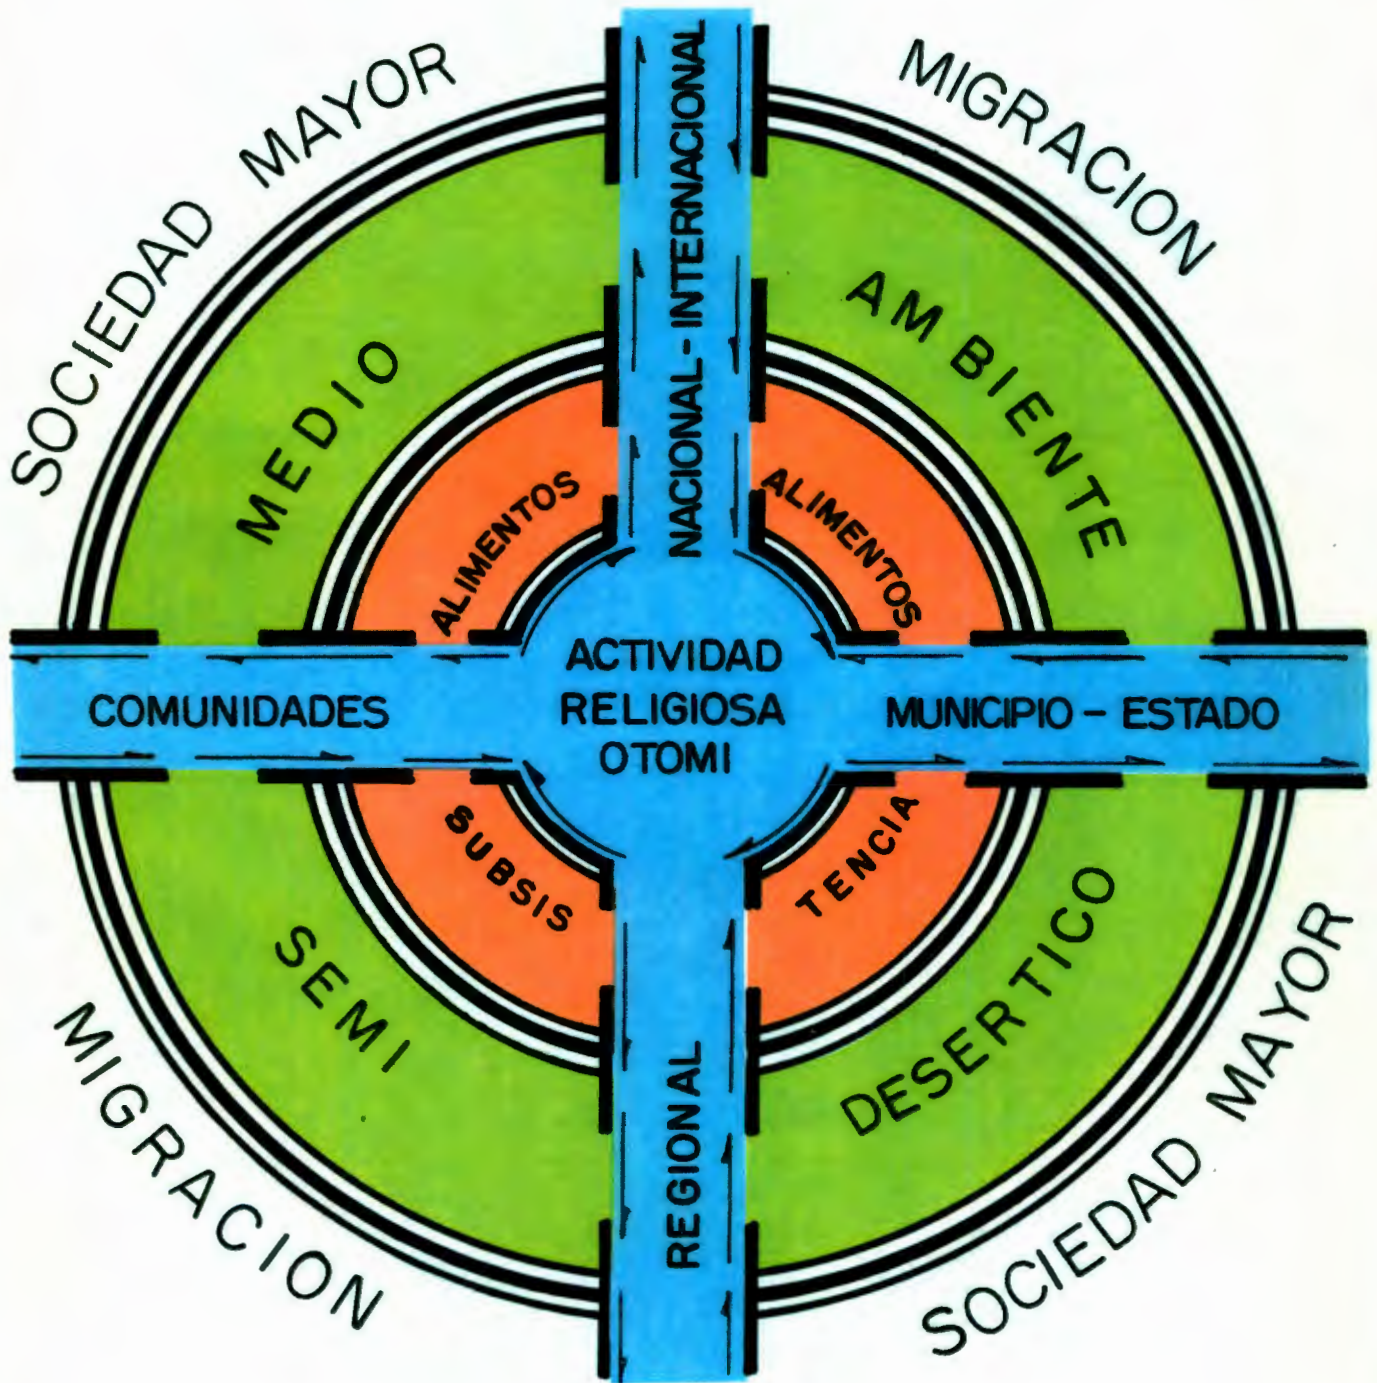 SOCIEDAD MAYOR
MIGRACION
NACIONAL-INTERNACIONAL
MEDIO
AMBIENTE
ALIMENTOS
ALIMENTOS
COMUNIDADES
ACTIVIDAD
RELIGIOSA
OTOMI
MUNICIPIO - ESTADO
SUBSIS
TENCIA
SEMI
DESERTICO
REGIONAL
MIGRACION
SOCIEDAD MAYOR